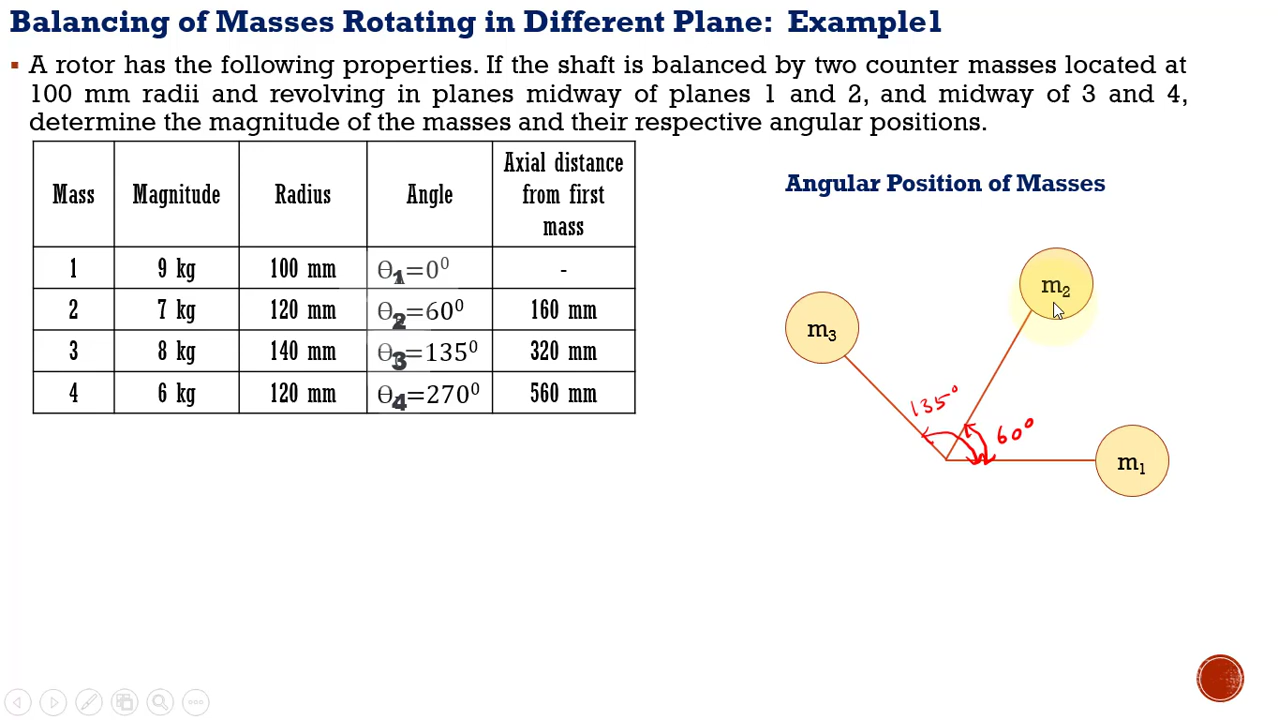 Balancing of Masses Rotating in Different Plane: Example1
▪ A rotor has the following properties. If the shaft is balanced by two counter masses located at
100 mm radii and revolving in planes midway of planes 1 and 2, and midway of 3 and 4,
determine the magnitude of the masses and their respective angular positions.
Mass Magnitude Radius Angle Axial distance from first mass
1 9 kg 100 mm Ɵ1=0⁰ -
2 7 kg 120 mm Ɵ2=60⁰ 160 mm
3 8 kg 140 mm Ɵ3=135⁰ 320 mm
4 6 kg 120 mm Ɵ4=270⁰ 560 mm
Angular Position of Masses
m₂
m₃
135°
60°
m₁